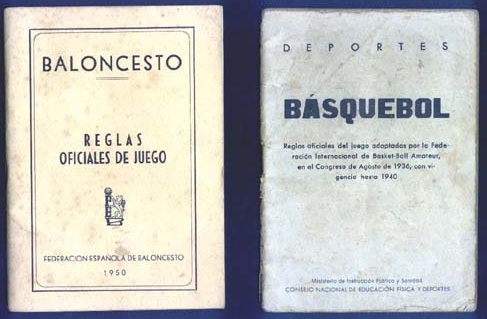 BALONCESTO
REGLAS
OFICIALES DE JUEGO
FEDERACIÓN ESPAÑOLA DE BALONCESTO
1950
DEPORTES
BÁSQUEBOL
Reglas oficiales del juego adoptadas por la Fede-
ración Internacional de Basket-Ball Amateur,
en el Congreso de Agosto de 1936, con vi-
gencia hasta 1940
Ministerio de Instrucción Pública y Sanidad
CONSEJO NACIONAL DE EDUCACIÓN FÍSICA Y DEPORTES